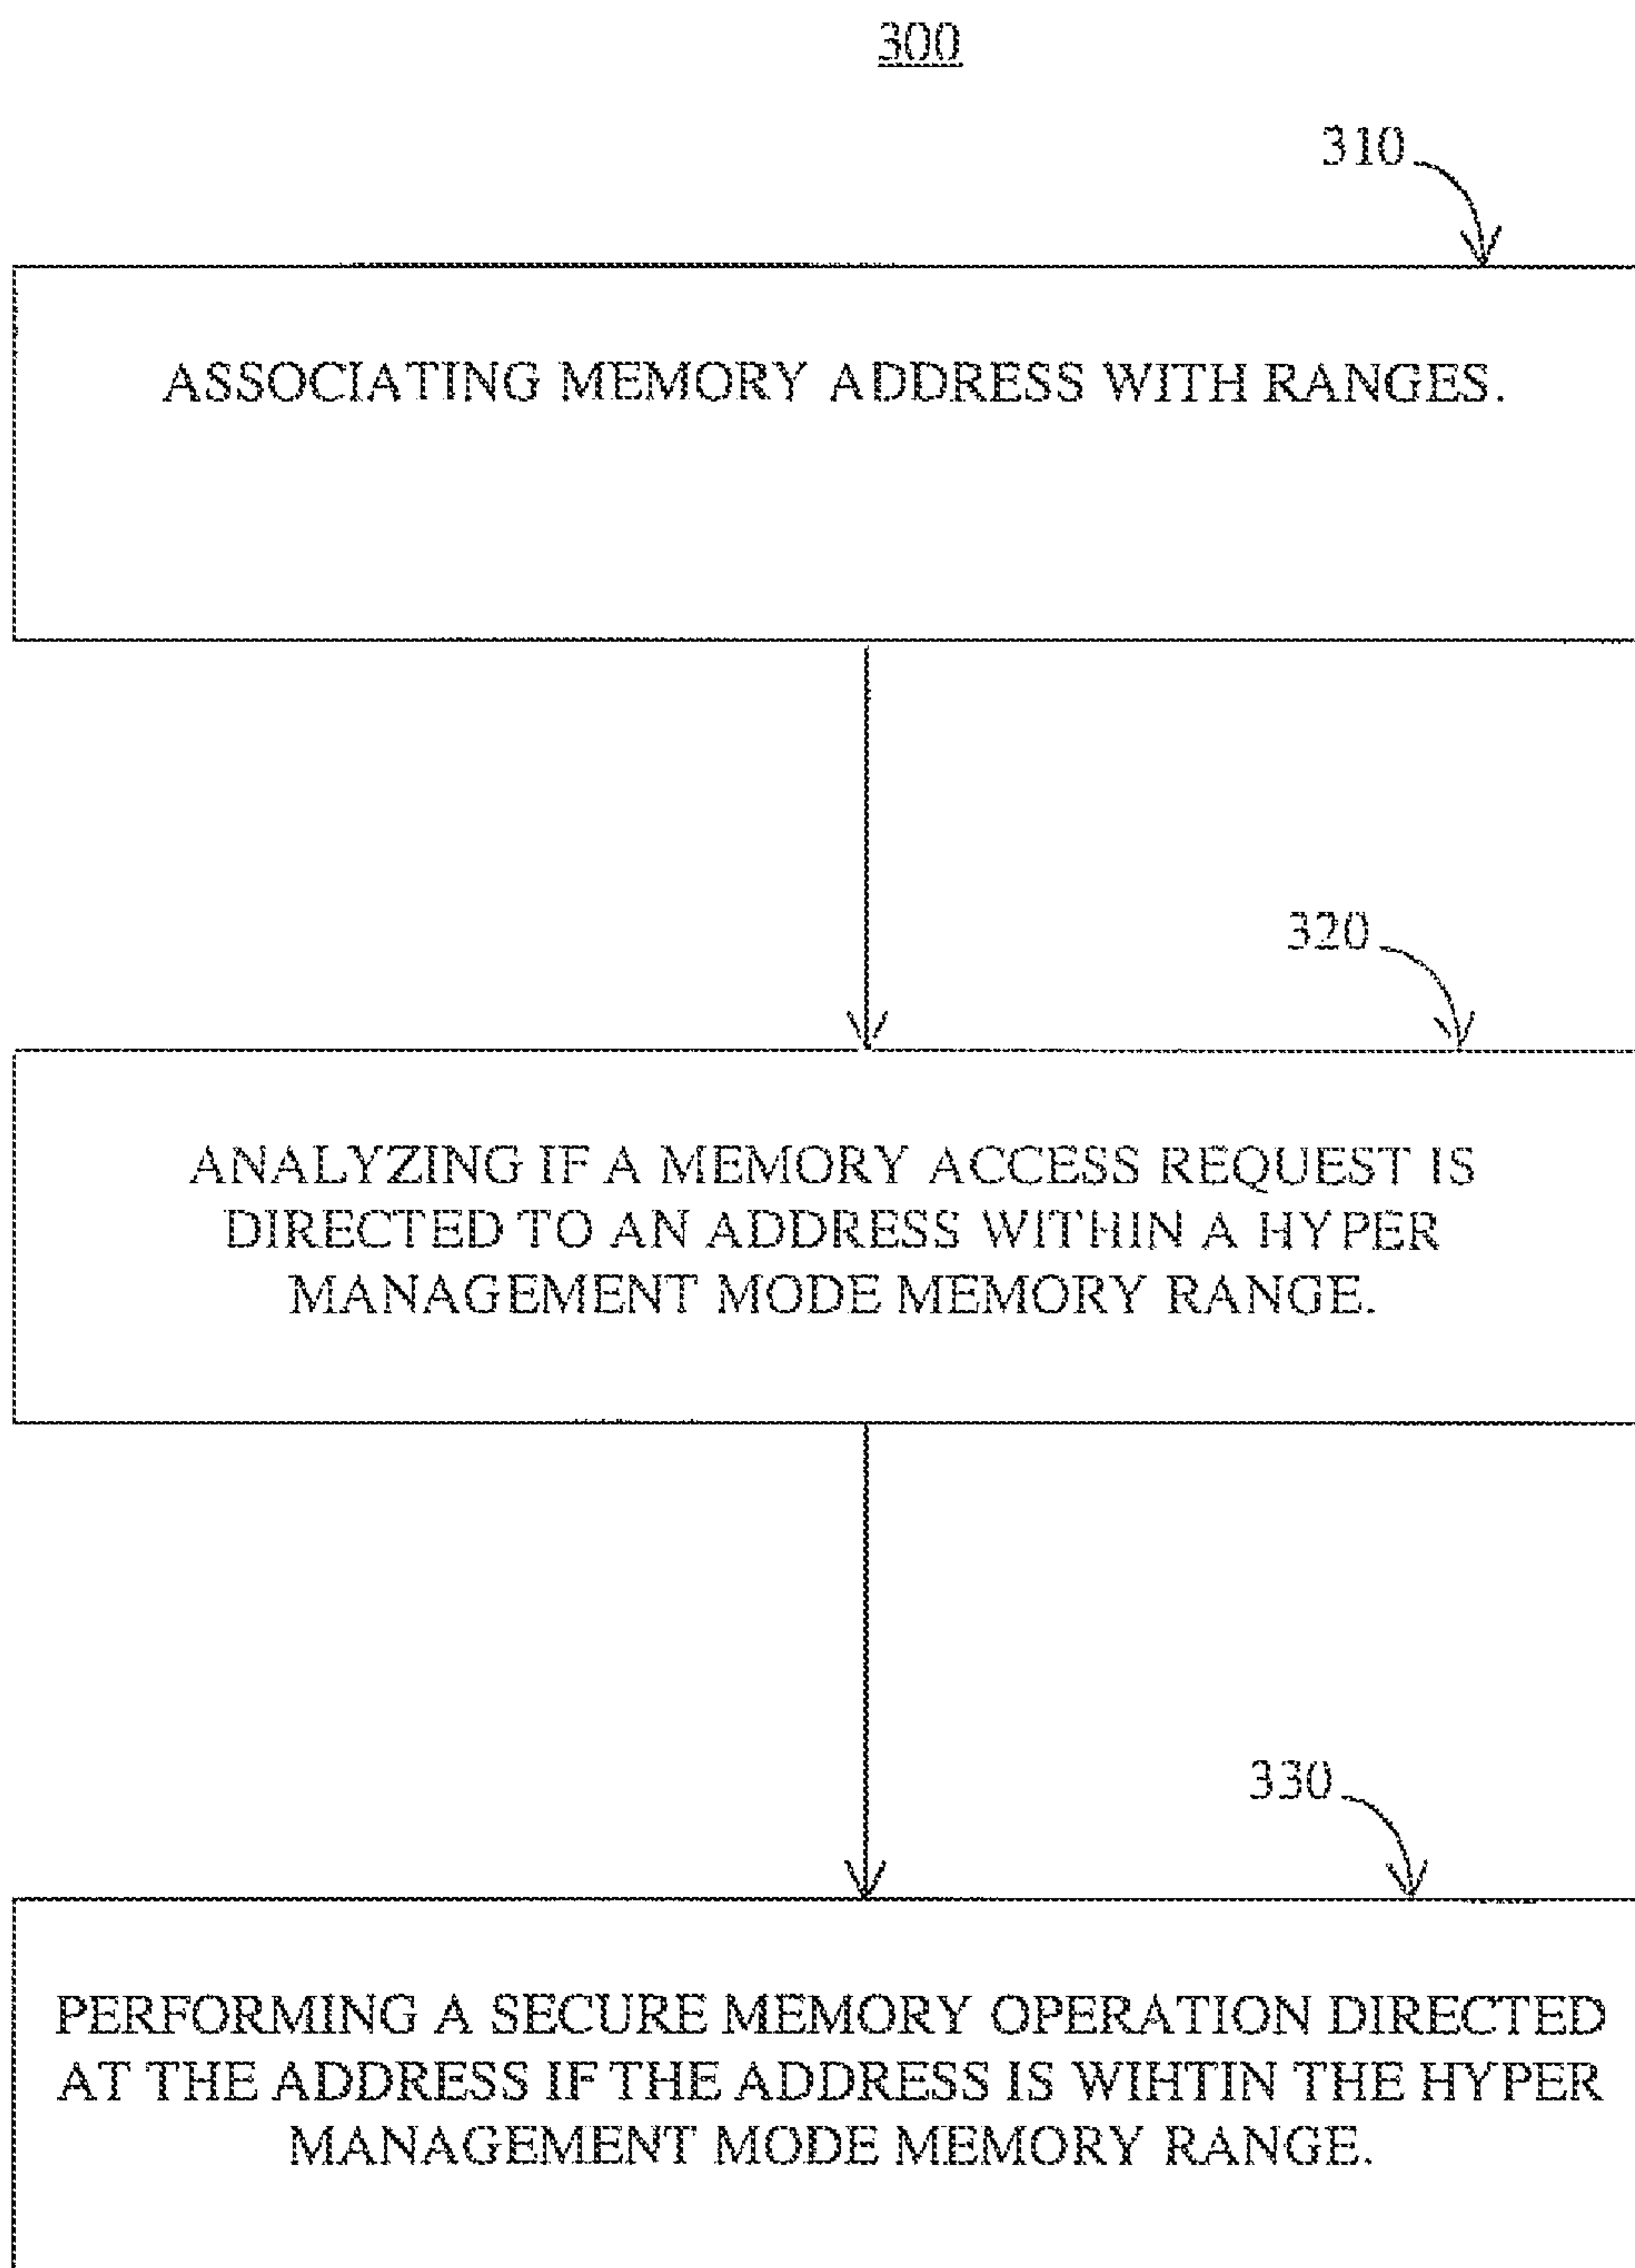 300
310
ASSOCIATING MEMORY ADDRESS WITH RANGES.
320
ANALYZING IF A MEMORY ACCESS REQUEST IS
DIRECTED TO AN ADDRESS WITHIN A HYPER
MANAGEMENT MODE MEMORY RANGE.
330
PERFORMING A SECURE MEMORY OPERATION DIRECTED
AT THE ADDRESS IF THE ADDRESS IS WIHTIN THE HYPER
MANAGEMENT MODE MEMORY RANGE.